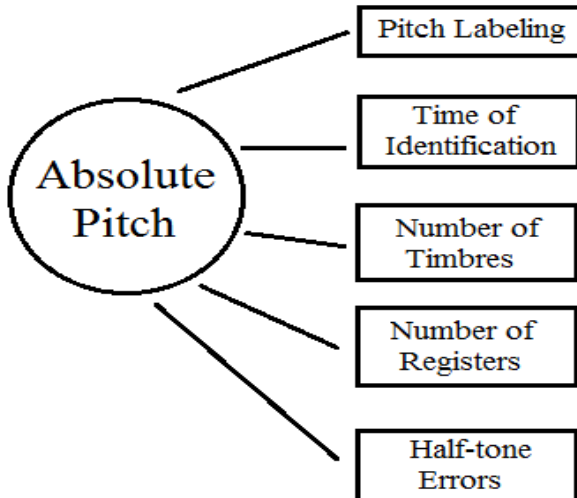 Absolute
Pitch
Pitch Labeling
Time of
Identification
Number of
Timbres
Number of
Registers
Half-tone
Errors